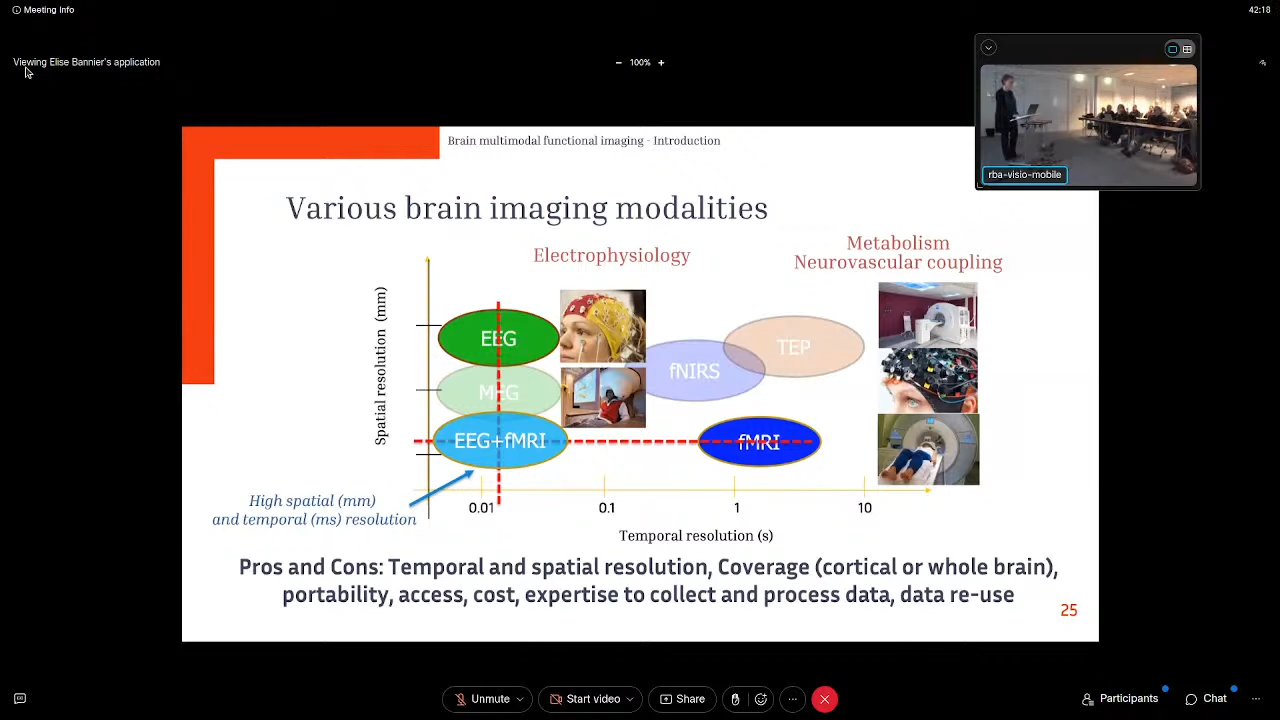 Meeting Info
42:18
Viewing Elise Bannier's application
100%
rba-visio-mobile
Brain multimodal functional imaging - Introduction
Various brain imaging modalities
Electrophysiology
Metabolism
Neurovascular coupling
Spatial resolution (mm)
EEG
MEG
EEG+fMRI
fNIRS
TEP
fMRI
High spatial (mm)
and temporal (ms) resolution
0.01
0.1
1
10
Temporal resolution (s)
Pros and Cons: Temporal and spatial resolution, Coverage (cortical or whole brain),
portability, access, cost, expertise to collect and process data, data re-use
25
Unmute
Start video
Share
Participants
Chat